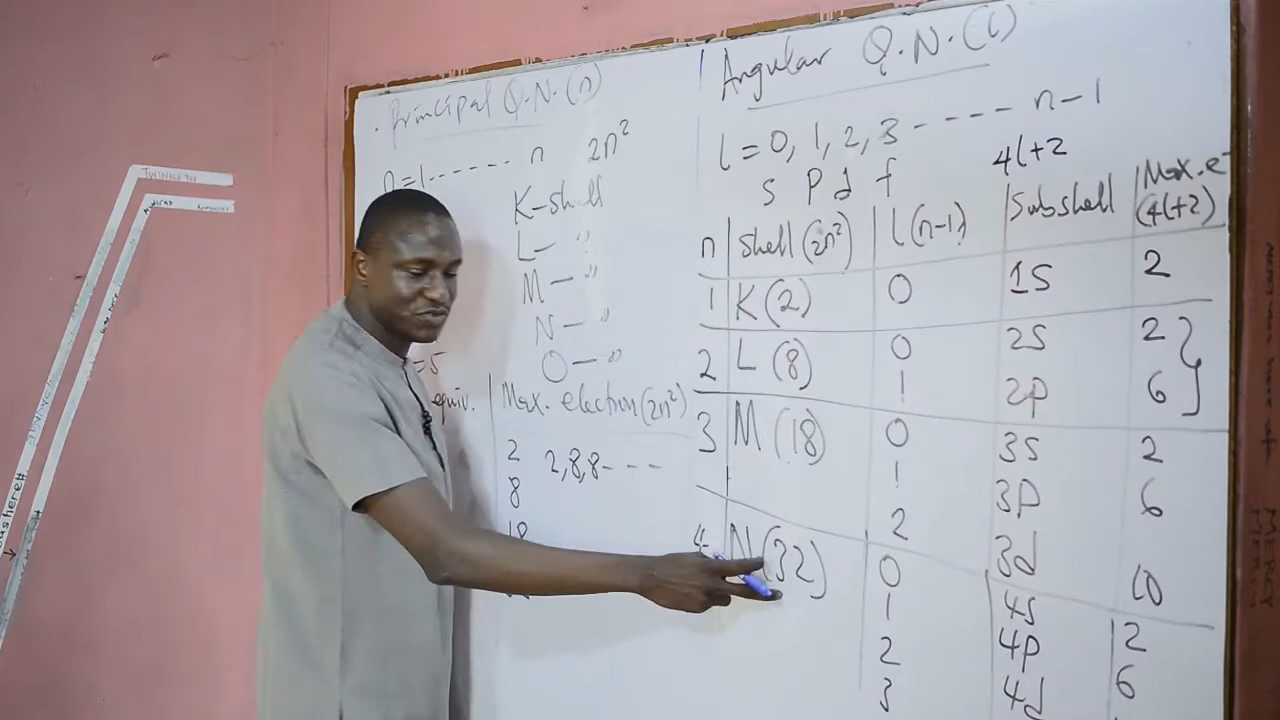 Principal Q.N.(n)
n=1------ n 2n²
K-shell
L- "
M- "
N- "
O- "
=5
equiv. Max. electron(2n²)
2 2,8,8---
8
18
Angular Q.N.(l)
l=0, 1, 2, 3----- n-1
s p d f 4l+2
n shell(2n²) l(n-1) Subshell Max.e⁻ (4l+2)
1 K(2) 0 1S 2
2 L(8) 0 2S 2
1 2p 6
3 M(18) 0 3S 2
1 3p 6
2 3d 10
4 N(32) 0 4s 2
1 4p 6
2 4d
3